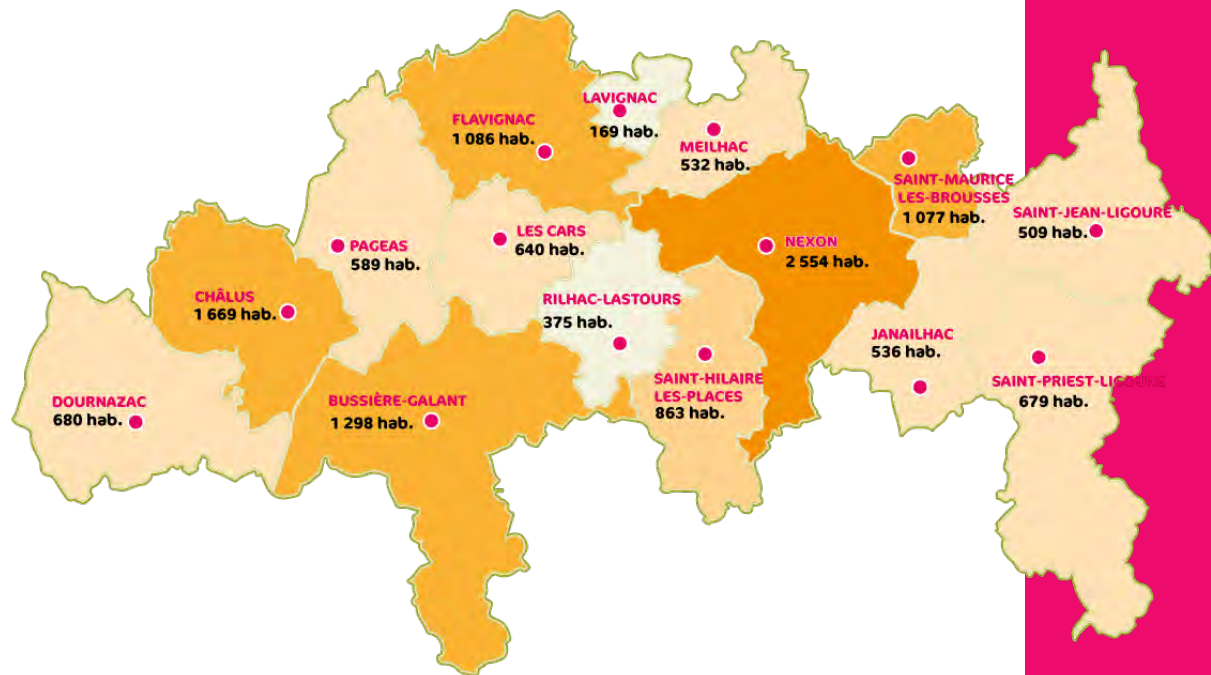 LAVIGNAC
169 hab.
FLAVIGNAC
1 086 hab.
MEILHAC
532 hab.
SAINT-MAURICE
LES-BROUSSES
1 077 hab.
SAINT-JEAN-LIGOURE
509 hab.
PAGEAS
589 hab.
LES CARS
640 hab.
NEXON
2 554 hab.
CHÂLUS
1 669 hab.
RILHAC-LASTOURS
375 hab.
JANAILHAC
536 hab.
SAINT-HILAIRE
LES-PLACES
863 hab.
SAINT-PRIEST-LIGOURE
679 hab.
DOURNAZAC
680 hab.
BUSSIÈRE-GALANT
1 298 hab.